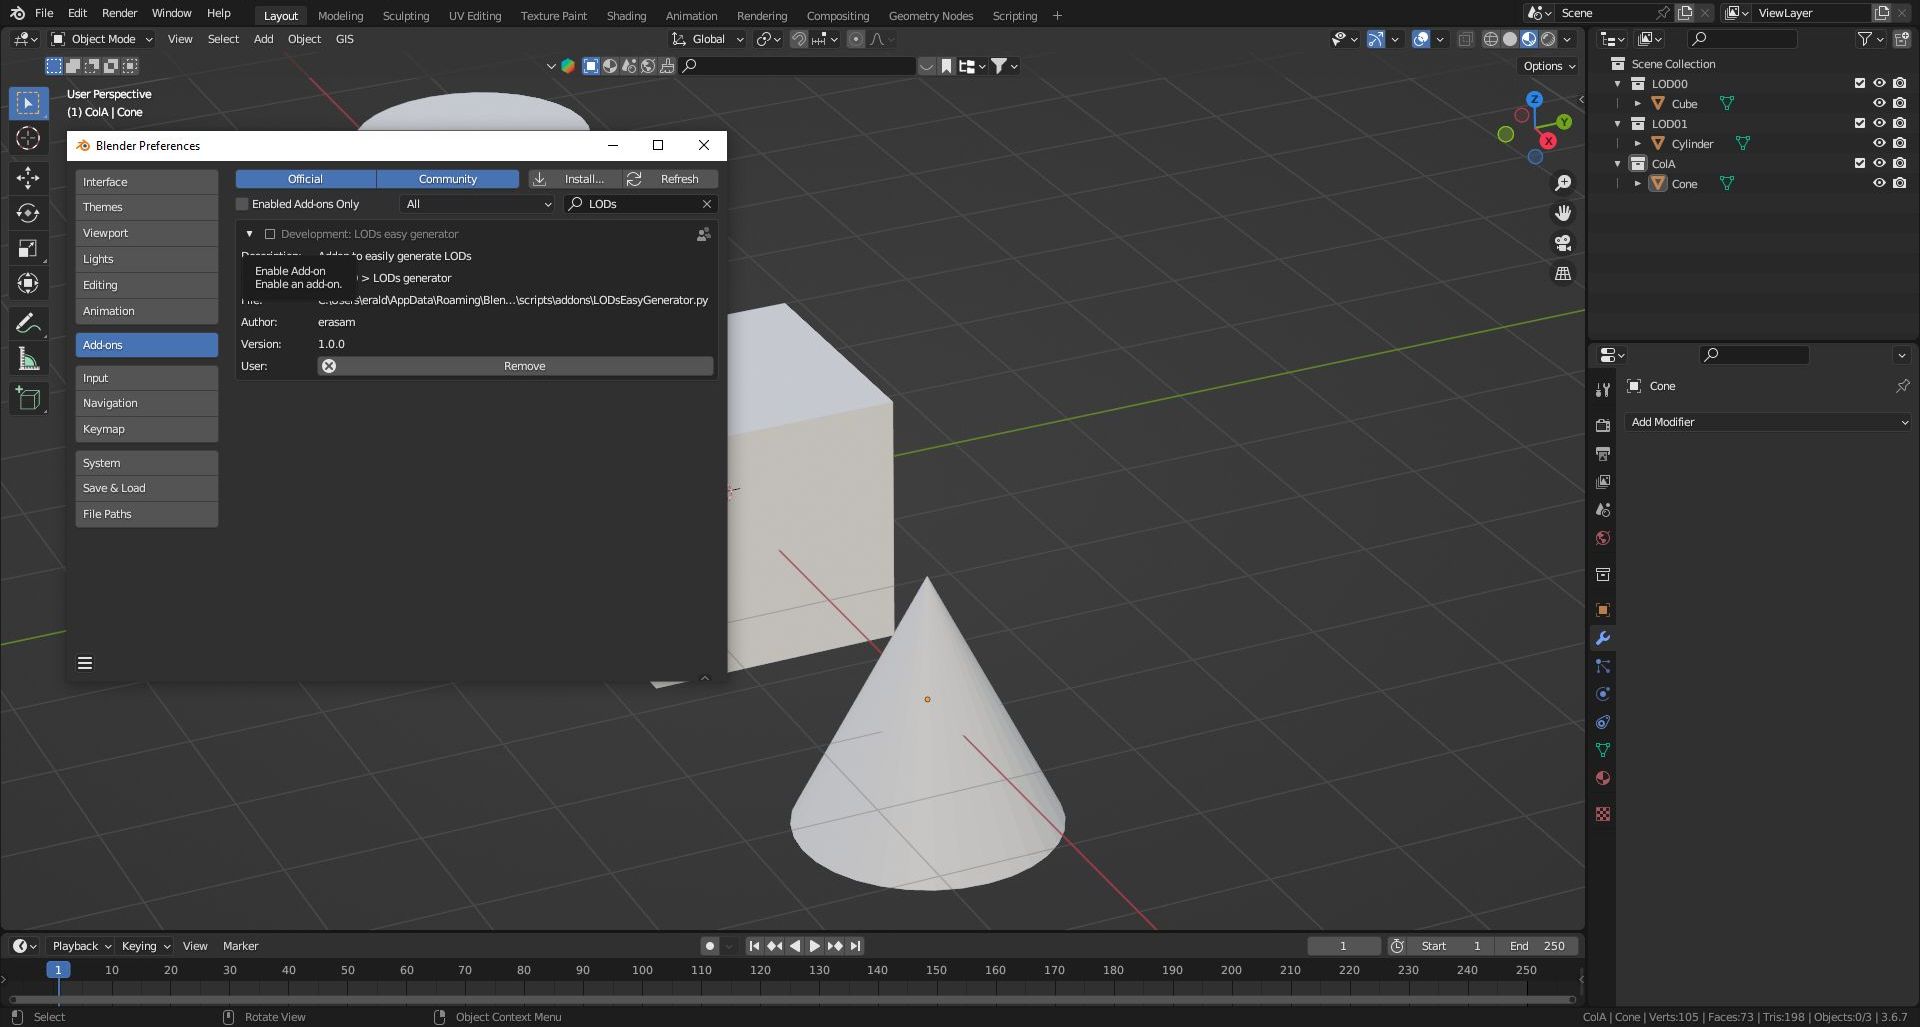 File Edit Render Window Help Layout Modeling Sculpting UV Editing Texture Paint Shading Animation Rendering Compositing Geometry Nodes Scripting + Scene ViewLayer
Object Mode View Select Add Object GIS Global
Options
User Perspective
(1) ColA | Cone
Z
Y
X
Scene Collection
LOD00
Cube
LOD01
Cylinder
ColA
Cone
Blender Preferences
Interface
Themes
Viewport
Lights
Editing
Animation
Add-ons
Input
Navigation
Keymap
System
Save & Load
File Paths
Official Community Install... Refresh
Enabled Add-ons Only All LODs
Development: LODs easy generator
to easily generate LODs
Enable Add-on
Enable an add-on.
> LODs generator
File: C:\Users\erald\AppData\Roaming\Blen...\scripts\addons\LODsEasyGenerator.py
Author: erasam
Version: 1.0.0
User: Remove
Cone
Add Modifier
Playback Keying View Marker 1 Start 1 End 250
1 10 20 30 40 50 60 70 80 90 100 110 120 130 140 150 160 170 180 190 200 210 220 230 240 250
Select Rotate View Object Context Menu ColA | Cone | Verts:105 | Faces:73 | Tris:198 | Objects:0/3 | 3.6.7